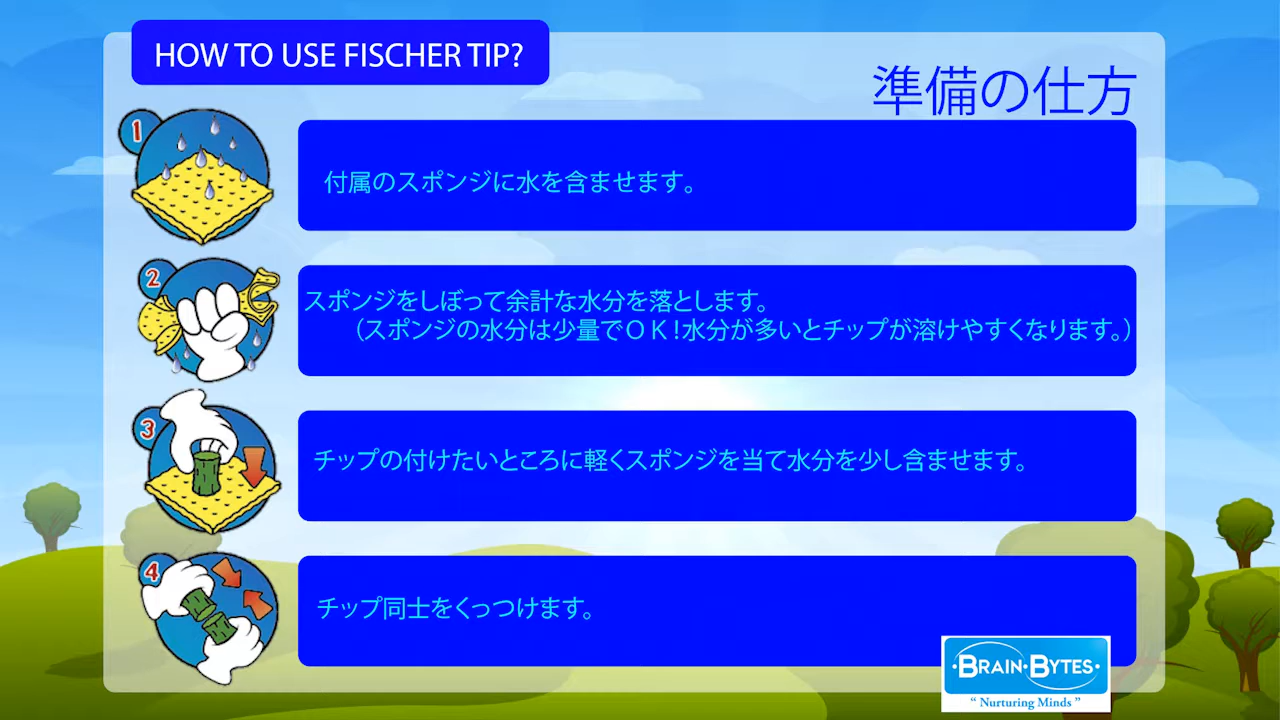 HOW TO USE FISCHER TIP?
準備の仕方
1
付属のスポンジに水を含ませます。
2
スポンジをしぼって余計な水分を落とします。
（スポンジの水分は少量でＯＫ！水分が多いとチップが溶けやすくなります。）
3
チップの付けたいところに軽くスポンジを当て水分を少し含ませます。
4
チップ同士をくっつけます。
·BRAIN·BYTES·
“ Nurturing Minds ”